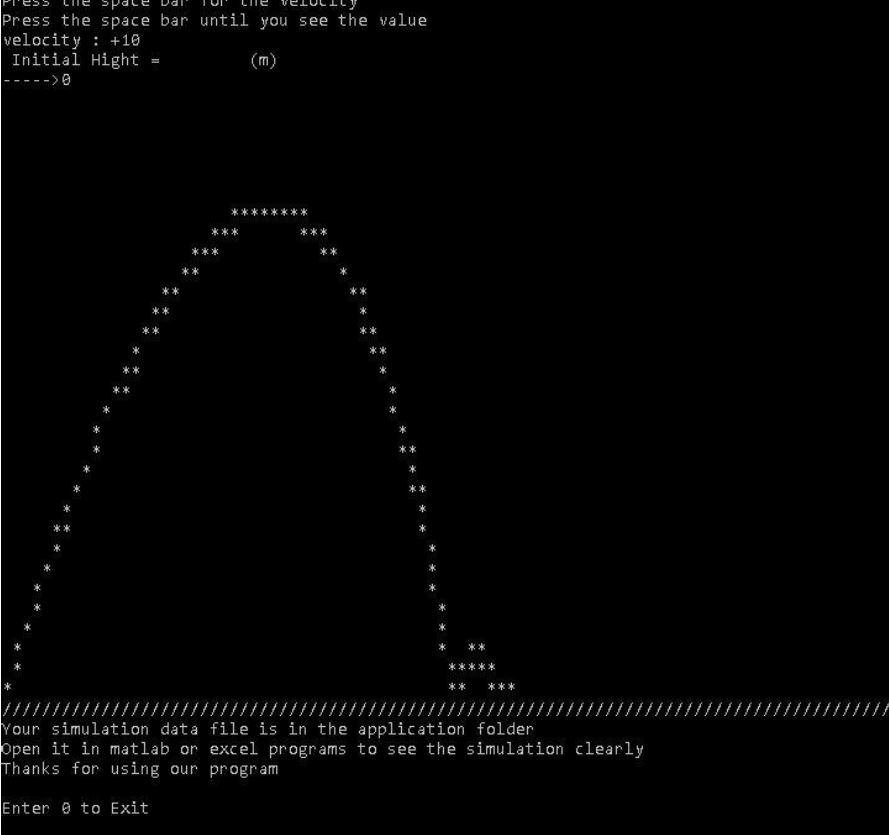 Press the space bar for the velocity
Press the space bar until you see the value
velocity : +10
Initial Hight =         (m)
----->0
Your simulation data file is in the application folder
Open it in matlab or excel programs to see the simulation clearly
Thanks for using our program
Enter 0 to Exit